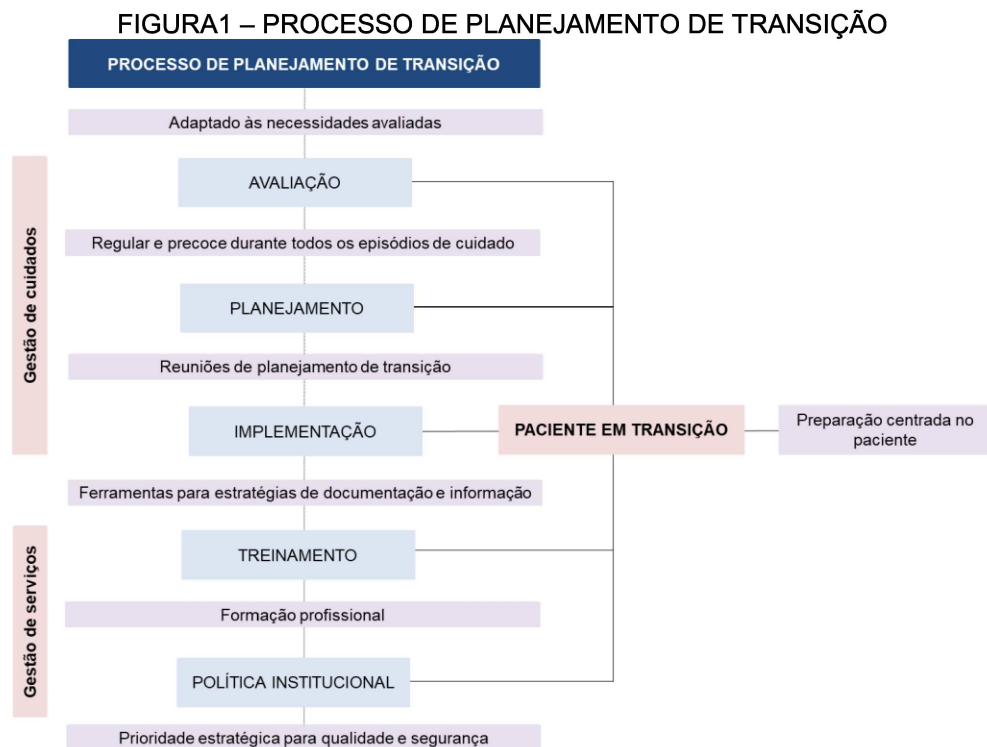 FIGURA1 – PROCESSO DE PLANEJAMENTO DE TRANSIÇÃO
PROCESSO DE PLANEJAMENTO DE TRANSIÇÃO
Adaptado às necessidades avaliadas
Gestão de cuidados
AVALIAÇÃO
Regular e precoce durante todos os episódios de cuidado
PLANEJAMENTO
Reuniões de planejamento de transição
IMPLEMENTAÇÃO
PACIENTE EM TRANSIÇÃO
Preparação centrada no
paciente
Ferramentas para estratégias de documentação e informação
Gestão de serviços
TREINAMENTO
Formação profissional
POLÍTICA INSTITUCIONAL
Prioridade estratégica para qualidade e segurança